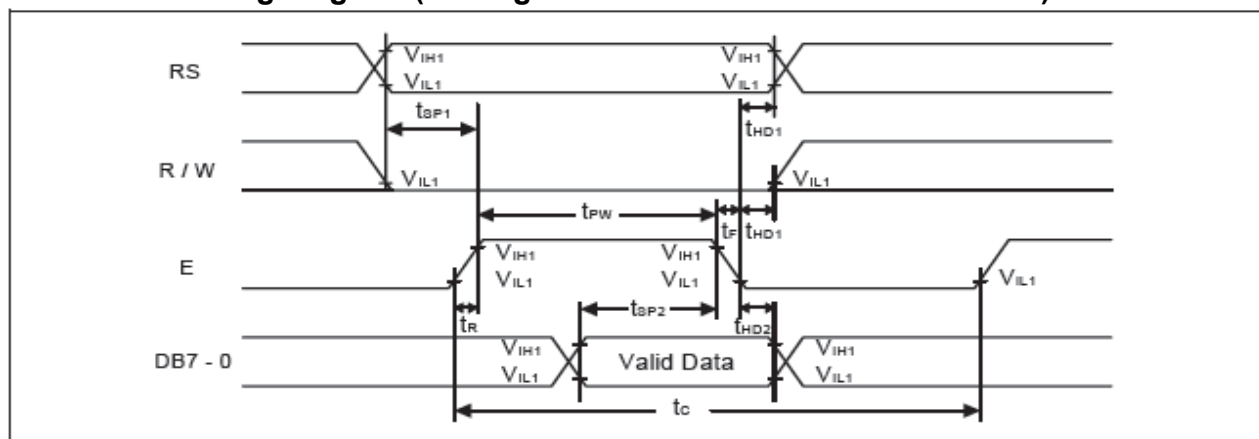 RS VIH1 VIH1
VIL1 VIL1
tSP1 tHD1
R / W VIL1 VIL1
tPW tF tHD1
E VIH1 VIH1
VIL1 VIL1 VIL1
tR tSP2 tHD2
DB7 - 0 VIH1 Valid Data VIH1
VIL1 VIL1
tC